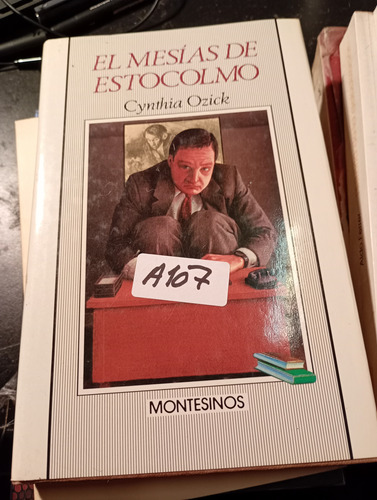 EL MESÍAS DE
ESTOCOLMO
Cynthia Ozick
A107
MONTESINOS